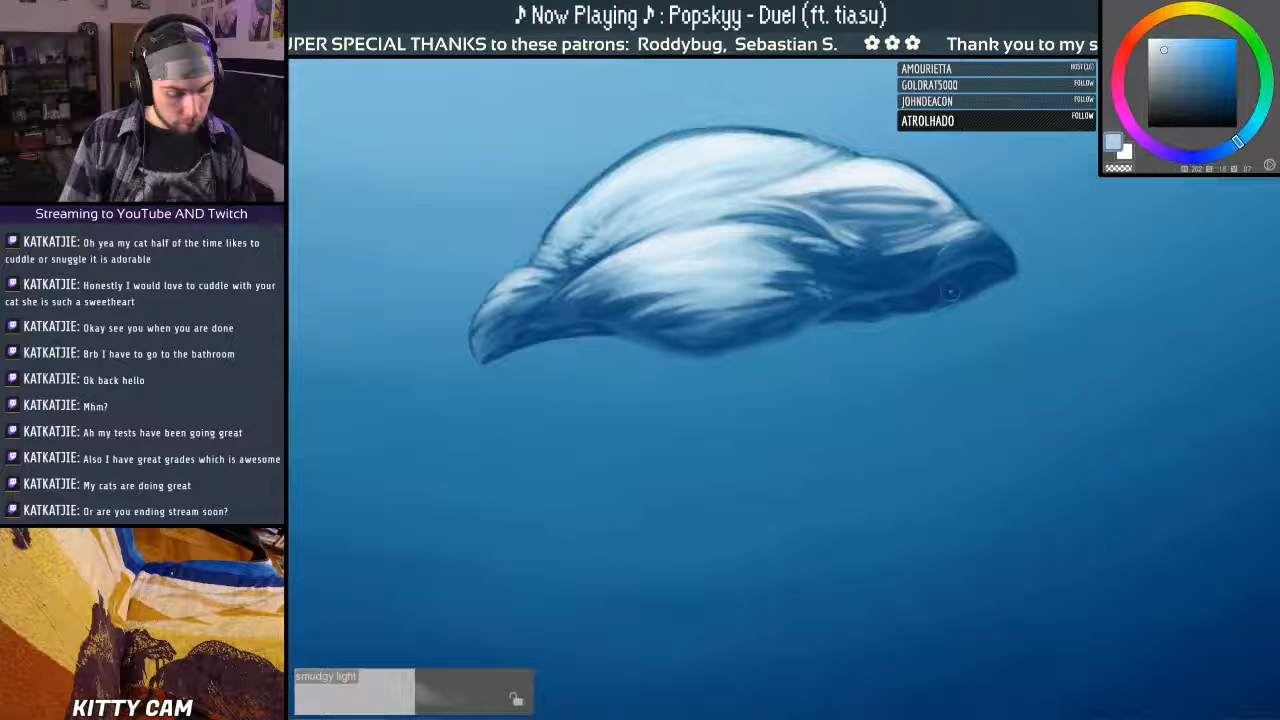 ♪ Now Playing ♪ : Popskyy - Duel (ft. tiasu)
UPER SPECIAL THANKS to these patrons: Roddybug, Sebastian S. ✿✿✿ Thank you to my s
AMOURIETTA HOST(10)
GOLDRAT5000 FOLLOW
JOHNDEACON FOLLOW
ATROLHADO FOLLOW
Streaming to YouTube AND Twitch
KATKATJIE: Oh yea my cat half of the time likes to
cuddle or snuggle it is adorable
KATKATJIE: Honestly I would love to cuddle with your
cat she is such a sweetheart
KATKATJIE: Okay see you when you are done
KATKATJIE: Brb I have to go to the bathroom
KATKATJIE: Ok back hello
KATKATJIE: Mhm?
KATKATJIE: Ah my tests have been going great
KATKATJIE: Also I have great grades which is awesome
KATKATJIE: My cats are doing great
KATKATJIE: Or are you ending stream soon?
smudgy light
KITTY CAM